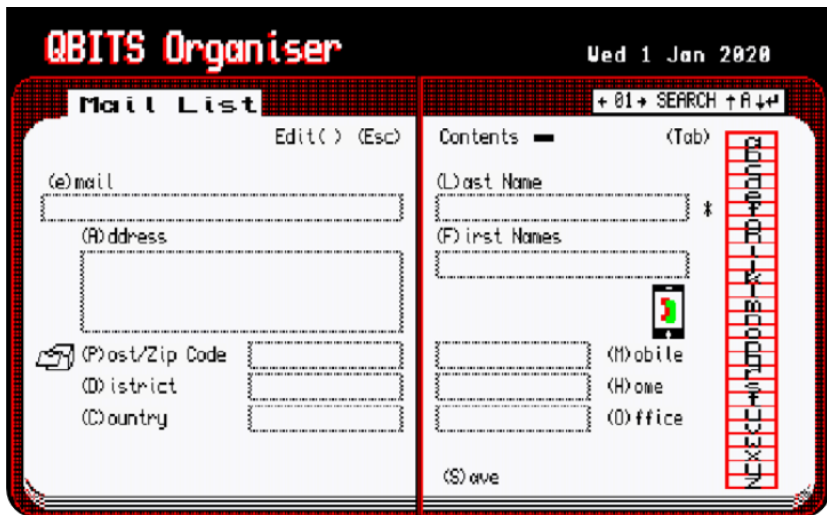 QBITS Organiser
Wed 1 Jan 2020
Mail List
← 01→ SEARCH ↑A↓↵
Edit( ) (Esc)
Contents
(Tab)
(e)mail
(L)ast Name
*
(A)ddress
(F)irst Names
(P)ost/Zip Code
(M)obile
(D)istrict
(H)ome
(C)ountry
(O)ffice
(S)ave
a
b
c
d
e
f
g
h
i
j
k
l
m
n
o
p
q
r
s
t
u
v
w
x
y
z